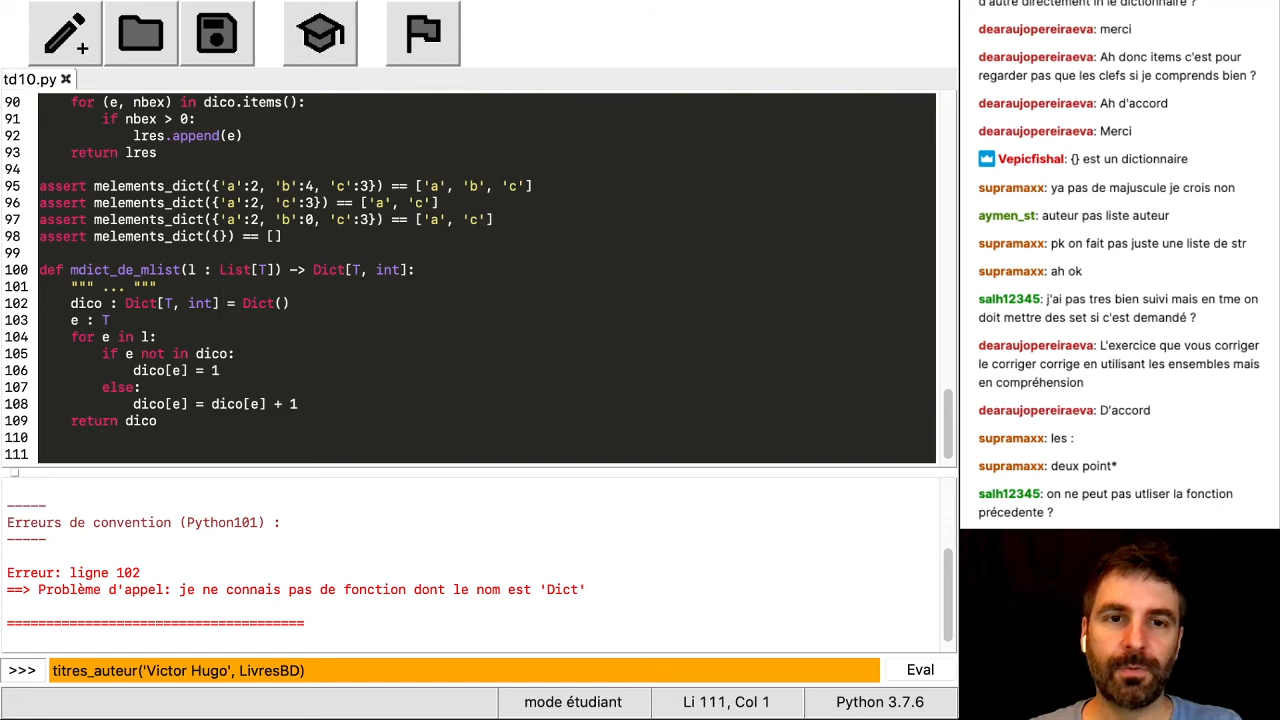 td10.py ✖
90 for (e, nbex) in dico.items():
91 if nbex > 0:
92 lres.append(e)
93 return lres
94
95 assert melements_dict({'a':2, 'b':4, 'c':3}) == ['a', 'b', 'c']
96 assert melements_dict({'a':2, 'c':3}) == ['a', 'c']
97 assert melements_dict({'a':2, 'b':0, 'c':3}) == ['a', 'c']
98 assert melements_dict({}) == []
99
100 def mdict_de_mlist(l : List[T]) -> Dict[T, int]:
101 """ ... """
102 dico : Dict[T, int] = Dict()
103 e : T
104 for e in l:
105 if e not in dico:
106 dico[e] = 1
107 else:
108 dico[e] = dico[e] + 1
109 return dico
110
111
-----
Erreurs de convention (Python101) :
-----
Erreur: ligne 102
==> Problème d'appel: je ne connais pas de fonction dont le nom est 'Dict'
======================================
>>> titres_auteur('Victor Hugo', LivresBD) Eval
mode étudiant Li 111, Col 1 Python 3.7.6
d'autre directement in le dictionnaire ?
dearaujopereiraeva: merci
dearaujopereiraeva: Ah donc items c'est pour
regarder pas que les clefs si je comprends bien ?
dearaujopereiraeva: Ah d'accord
dearaujopereiraeva: Merci
Vepicfishal: {} est un dictionnaire
supramaxx: ya pas de majuscule je crois non
aymen_st: auteur pas liste auteur
supramaxx: pk on fait pas juste une liste de str
supramaxx: ah ok
salh12345: j'ai pas tres bien suivi mais en tme on
doit mettre des set si c'est demandé ?
dearaujopereiraeva: L'exercice que vous corriger
le corriger corrige en utilisant les ensembles mais
en compréhension
dearaujopereiraeva: D'accord
supramaxx: les :
supramaxx: deux point*
salh12345: on ne peut pas utliser la fonction
précedente ?